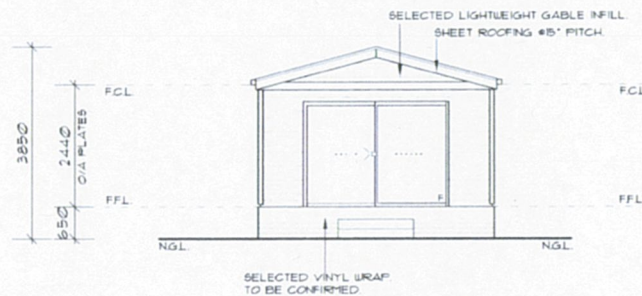 SELECTED LIGHTWEIGHT GABLE INFILL.
SHEET ROOFING @15° PITCH.
F.C.L.
F.C.L.
3850
2440
O/A PLATES
F
F.F.L.
F.F.L.
650
N.G.L.
N.G.L.
SELECTED VINYL WRAP
TO BE CONFIRMED.